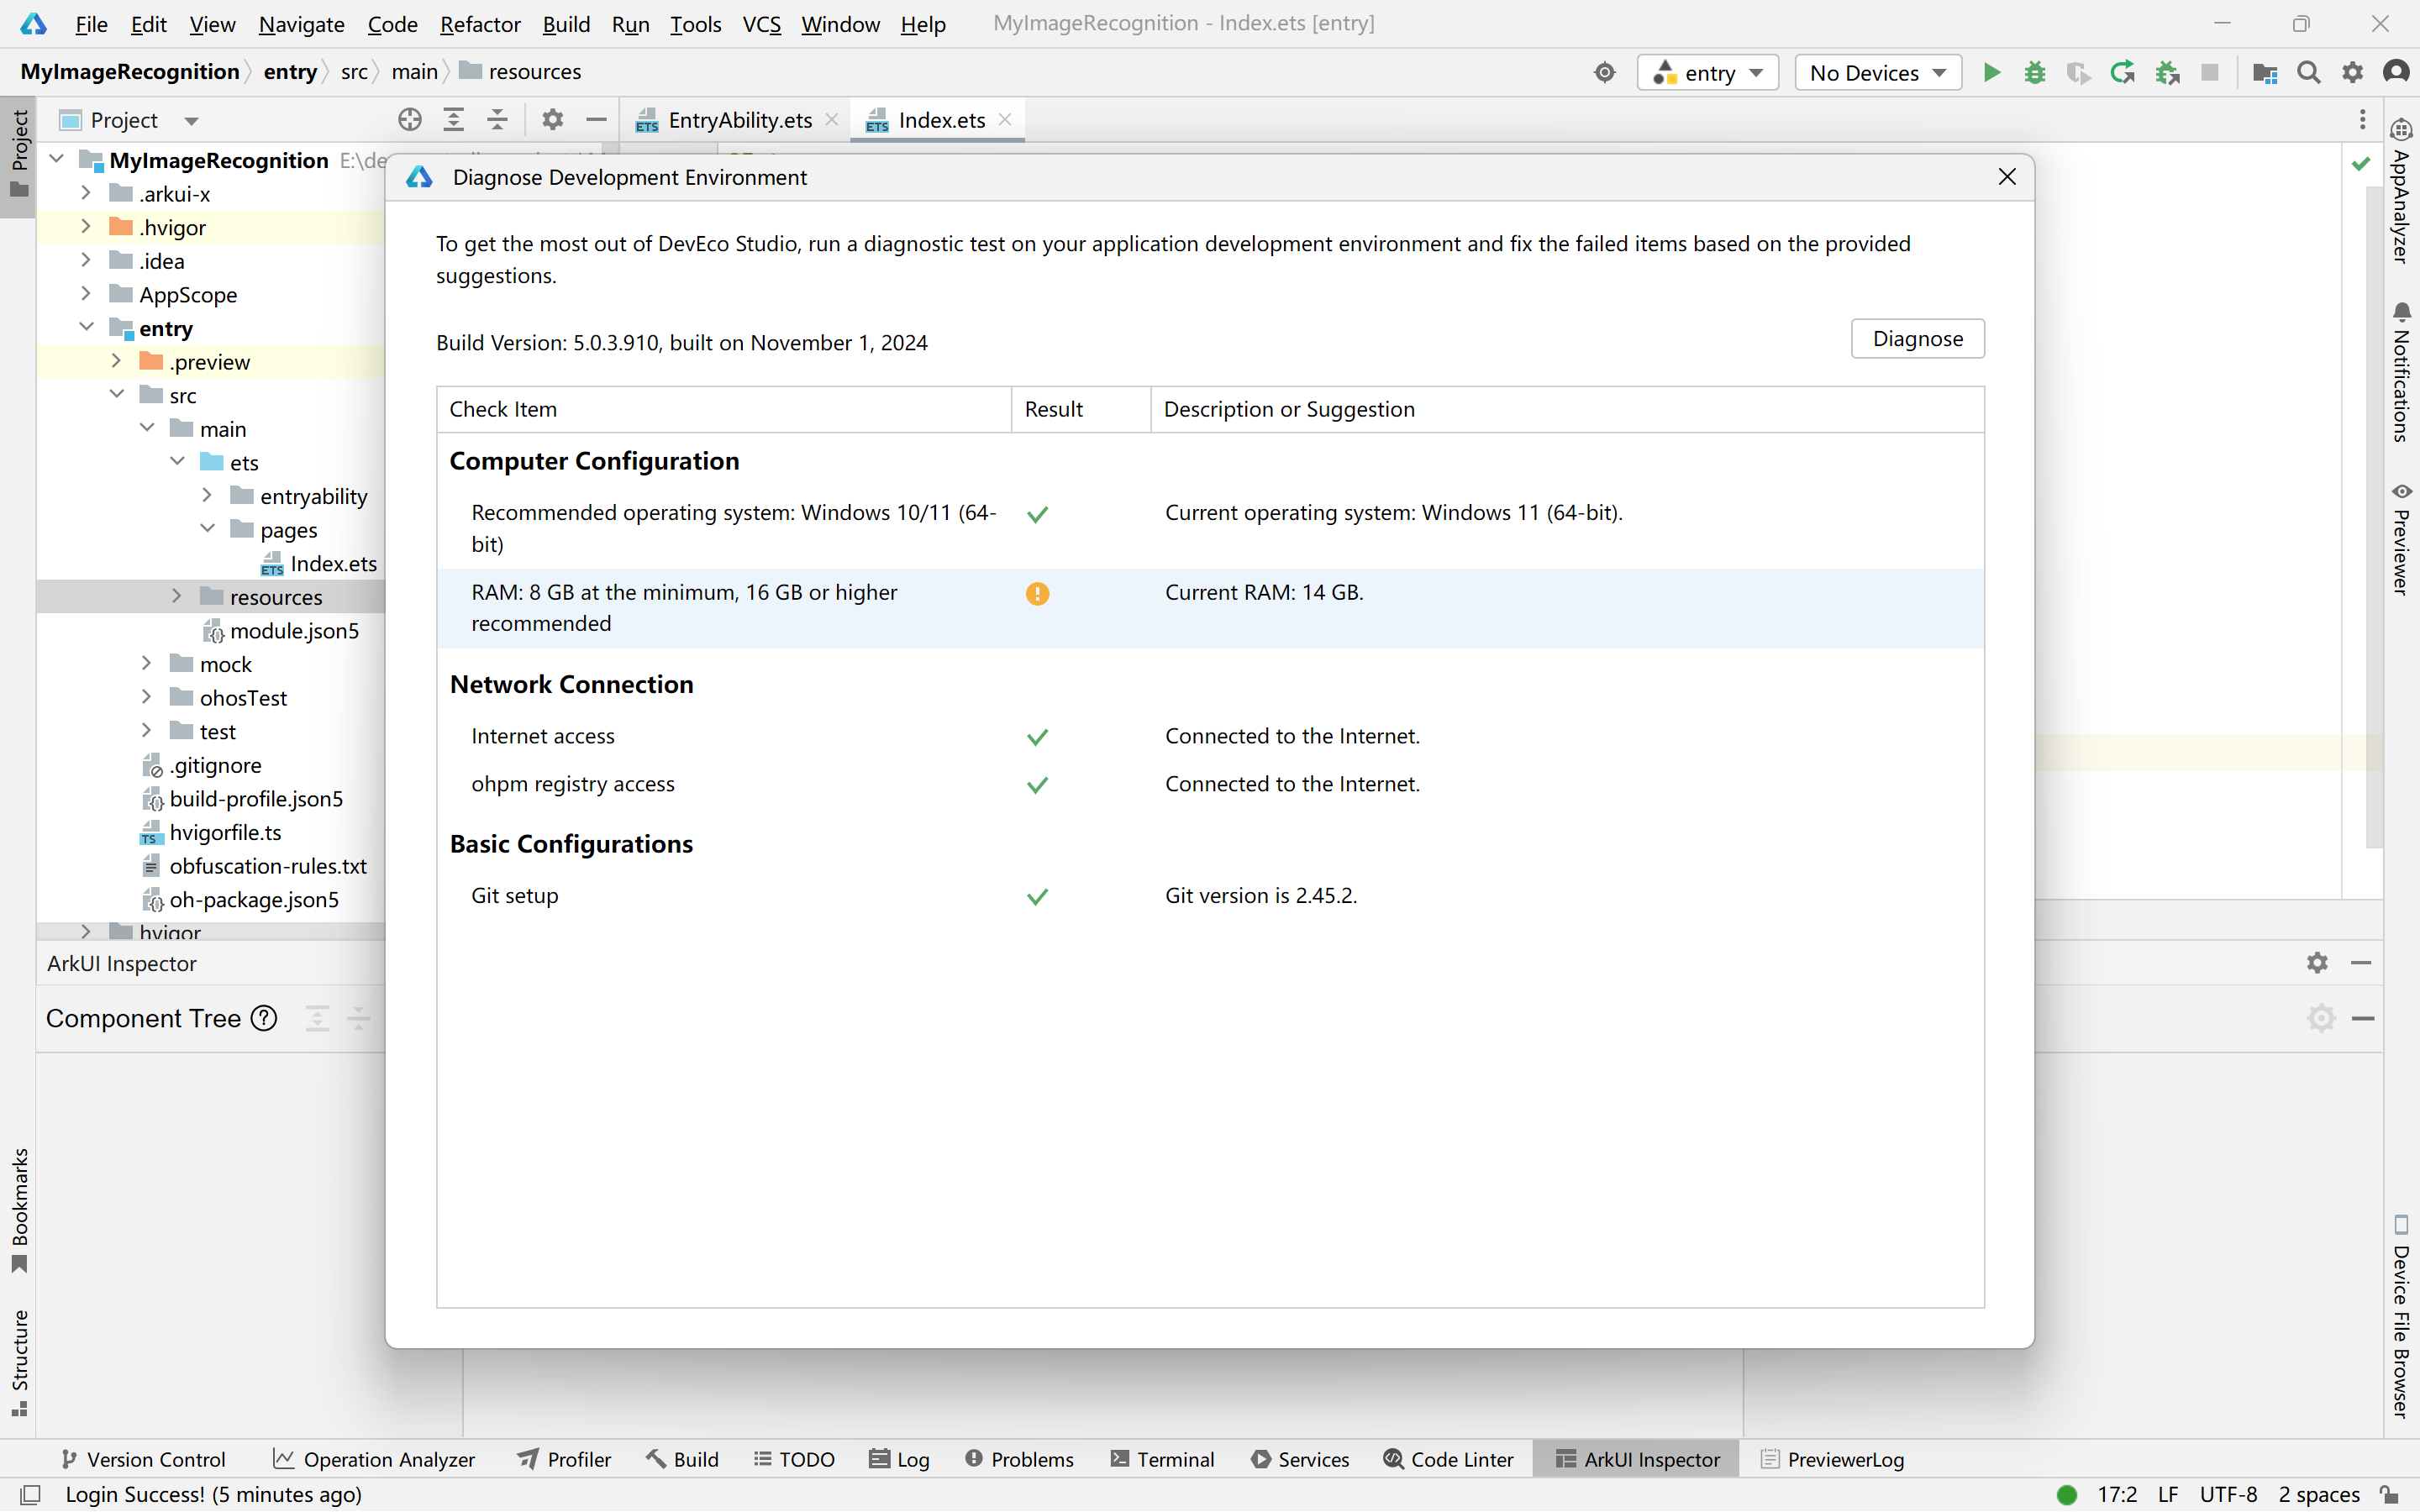 File Edit View Navigate Code Refactor Build Run Tools VCS Window Help MyImageRecognition - Index.ets [entry]
MyImageRecognition entry src main resources entry No Devices
Project EntryAbility.ets Index.ets
Project
MyImageRecognition
.arkui-x
.hvigor
.idea
AppScope
entry
.preview
src
main
ets
entryability
pages
Index.ets
resources
module.json5
mock
ohosTest
test
.gitignore
build-profile.json5
hvigorfile.ts
obfuscation-rules.txt
oh-package.json5
hvigor
Diagnose Development Environment
To get the most out of DevEco Studio, run a diagnostic test on your application development environment and fix the failed items based on the provided
suggestions.
Build Version: 5.0.3.910, built on November 1, 2024
Diagnose
Check Item Result Description or Suggestion
Computer Configuration
Recommended operating system: Windows 10/11 (64-
bit)
Current operating system: Windows 11 (64-bit).
RAM: 8 GB at the minimum, 16 GB or higher
recommended
Current RAM: 14 GB.
Network Connection
Internet access Connected to the Internet.
ohpm registry access Connected to the Internet.
Basic Configurations
Git setup Git version is 2.45.2.
ArkUI Inspector
Component Tree
Bookmarks
Structure
AppAnalyzer
Notifications
Previewer
Device File Browser
Version Control Operation Analyzer Profiler Build TODO Log Problems Terminal Services Code Linter ArkUI Inspector PreviewerLog
Login Success! (5 minutes ago) 17:2 LF UTF-8 2 spaces